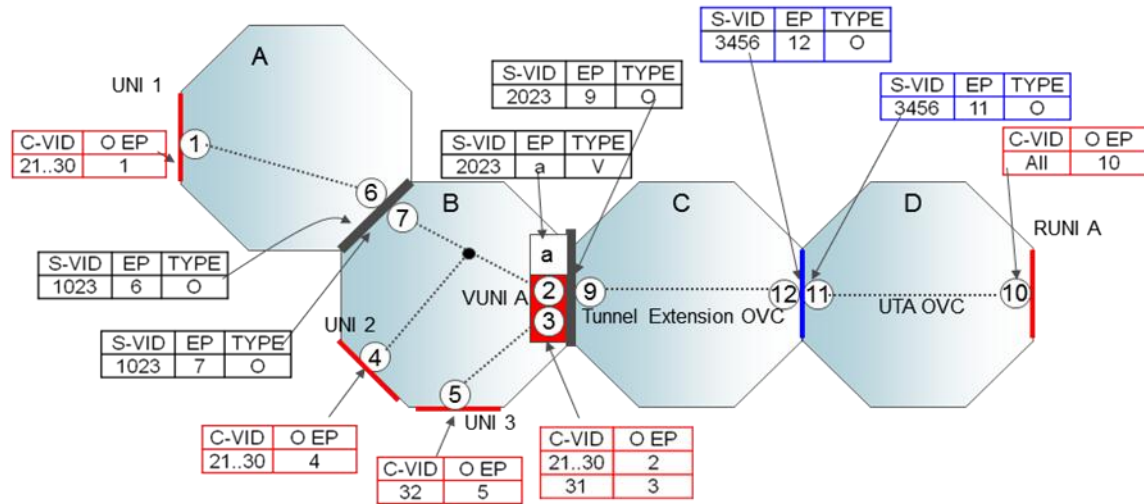 A
UNI 1
C-VID O EP
21..30 1
1
6
7
S-VID EP TYPE
1023 6 O
S-VID EP TYPE
1023 7 O
S-VID EP TYPE
2023 9 O
S-VID EP TYPE
2023 a V
S-VID EP TYPE
3456 12 O
S-VID EP TYPE
3456 11 O
C-VID O EP
All 10
B
C
D
RUNI A
a
VUNI A
2
3
9
Tunnel Extension OVC
12
11
UTA OVC
10
UNI 2
4
5
UNI 3
C-VID O EP
21..30 4
C-VID O EP
32 5
C-VID O EP
21..30 2
31 3